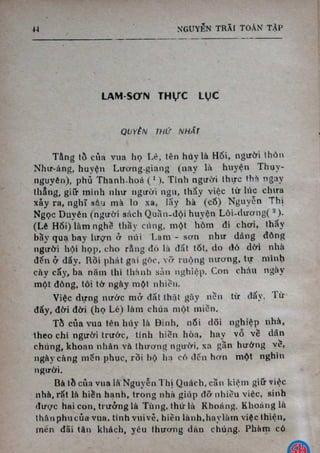 44 NGUYỄN TRÃI TOÀN TẬP
LAM-SƠN THỰC LỤC
QUYỂN THỨ NHẤT
Tằng tổ của vua họ Lê, tên húy là Hối, người thôn
Như-áng, huyện Lương-giang (nay là huyện Thụy-
nguyên), phủ Thanh-hoá (¹). Tính người thực thà ngay
thẳng, giữ mình như người ngu, thấy việc từ lúc chưa
xảy ra, nghĩ sâu mà lo xa, lấy bà (cố) Nguyễn Thị
Ngọc Duyên (người sách Quần-đội huyện Lôi-dương(²).
(Lê Hối) làm nghề thầy cúng, một hôm đi chơi, thấy
bầy quạ bay lượn ở núi Lam - sơn như dáng đông
người hội họp, cho rằng đó là đất tốt, do đó dời nhà
đến ở đấy. Rồi phát gai góc, vỡ ruộng nương, tự mình
cày cấy, ba năm thì thành sản nghiệp. Con cháu ngày
một đông, tôi tớ ngày một nhiều.
Việc dựng nước mở đất thật gây nền từ đấy. Từ
đấy, đời đời (họ Lê) làm chúa một miền.
Tổ của vua tên húy là Đinh, nối dõi nghiệp nhà,
theo chí người trước, tính hiền hòa, hay vỗ về dân
chúng, khoan nhân và thương người, xa gần hướng về,
ngày càng mến phục, rồi bộ hạ có đến hơn một nghìn
người.
Bà tổ của vua là Nguyễn Thị Quách, cần kiệm giữ việc
nhà, rất là hiền hanh, trong nhà giúp đỡ nhiều việc, sinh
được hai con, trưởng là Tùng, thứ là Khoáng. Khoáng là
thân phụ của vua, tính vui vẻ, hiền lành, hay làm việc thiện,
mến đãi tân khách, yêu thương dân chúng. Phàm có